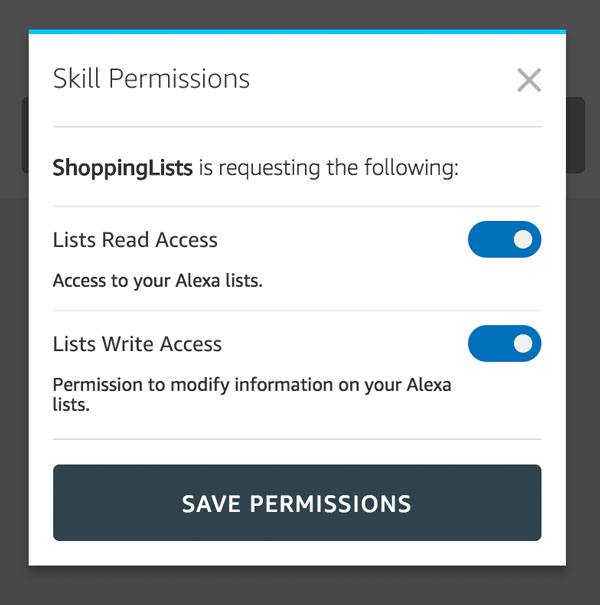 Skill Permissions
ShoppingLists is requesting the following:
Lists Read Access
Access to your Alexa lists.
Lists Write Access
Permission to modify information on your Alexa
lists.
SAVE PERMISSIONS